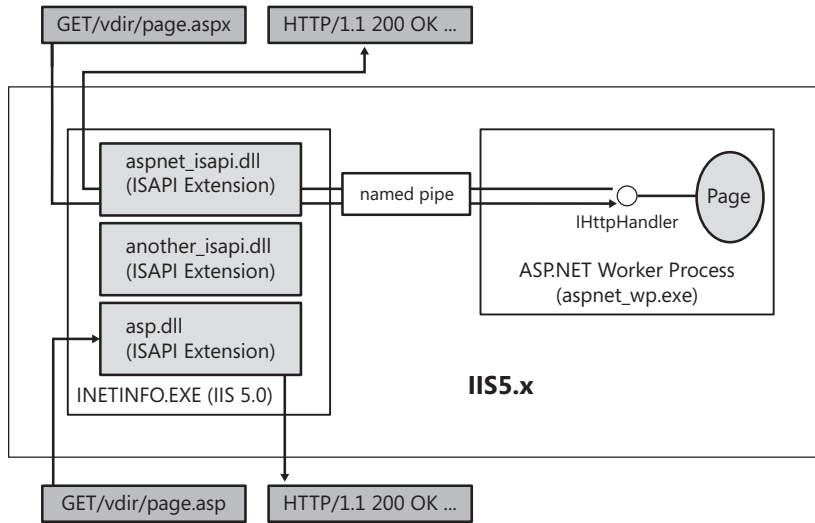 GET/vdir/page.aspx
HTTP/1.1 200 OK ...
aspnet_isapi.dll
(ISAPI Extension)
named pipe
Page
IHttpHandler
another_isapi.dll
(ISAPI Extension)
ASP.NET Worker Process
(aspnet_wp.exe)
asp.dll
(ISAPI Extension)
INETINFO.EXE (IIS 5.0)
IIS5.x
GET/vdir/page.asp
HTTP/1.1 200 OK ...